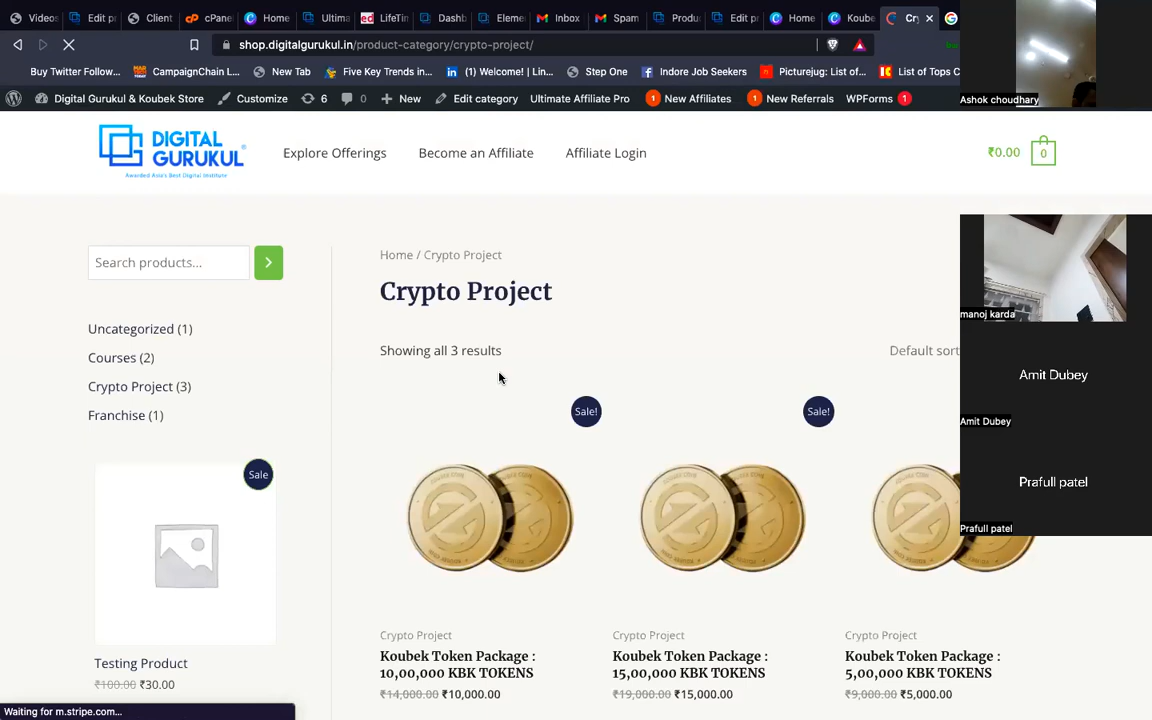 Videos
Edit p
Client
cPane
Home
Ultima
LifeTin
Dashb
Eleme
Inbox
Spam
Produ
Edit pr
Home
Koube
Cry
shop.digitalgurukul.in/product-category/crypto-project/
Buy Twitter Follow...
CampaignChain L...
New Tab
Five Key Trends in...
(1) Welcome! | Lin...
Step One
Indore Job Seekers
Picturejug: List of...
List of Tops C
Ashok choudhary
Digital Gurukul & Koubek Store
Customize
6
0
New
Edit category
Ultimate Affiliate Pro
1 New Affiliates
1 New Referrals
WPForms 1
DIGITAL
GURUKUL
Awarded Asia's Best Digital Institute
Explore Offerings
Become an Affiliate
Affiliate Login
₹0.00
0
Search products...
Home / Crypto Project
Crypto Project
Uncategorized (1)
Courses (2)
Crypto Project (3)
Franchise (1)
Showing all 3 results
Default sort
manoj karda
Amit Dubey
Amit Dubey
Prafull patel
Prafull patel
Sale!
Sale!
Sale
Testing Product
₹100.00 ₹30.00
Crypto Project
Koubek Token Package :
10,00,000 KBK TOKENS
₹14,000.00 ₹10,000.00
Crypto Project
Koubek Token Package :
15,00,000 KBK TOKENS
₹19,000.00 ₹15,000.00
Crypto Project
Koubek Token Package :
5,00,000 KBK TOKENS
₹9,000.00 ₹5,000.00
Waiting for m.stripe.com...